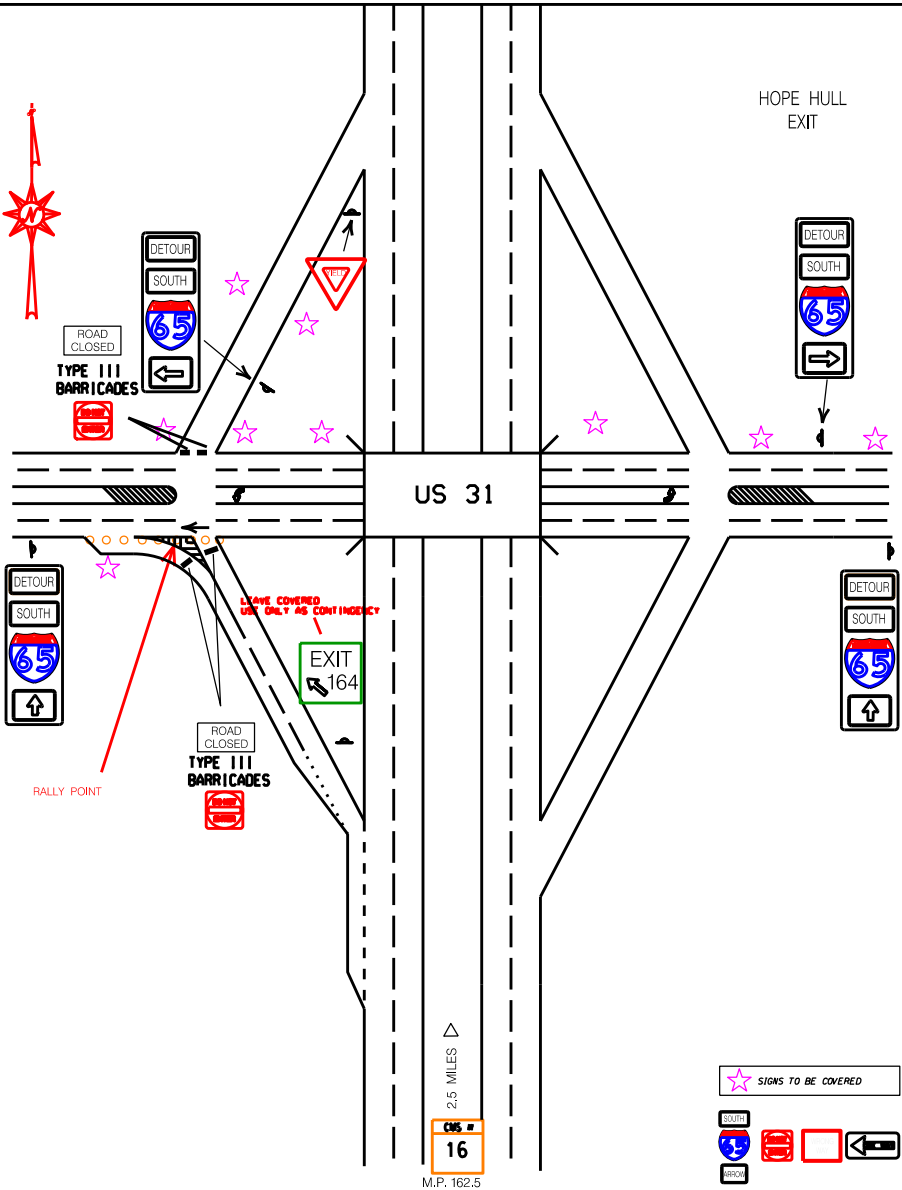 HOPE HULL
EXIT
N
DETOUR
SOUTH
65
DETOUR
SOUTH
65
YIELD
ROAD
CLOSED
TYPE III
BARRICADES
US 31
DETOUR
SOUTH
65
DETOUR
SOUTH
65
LEAVE COVERED
USE ONLY AS CONTINGENCY
EXIT
164
ROAD
CLOSED
TYPE III
BARRICADES
RALLY POINT
2.5 MILES
SIGNS TO BE COVERED
CMS #
16
M.P. 162.5
SOUTH
65
ARROW